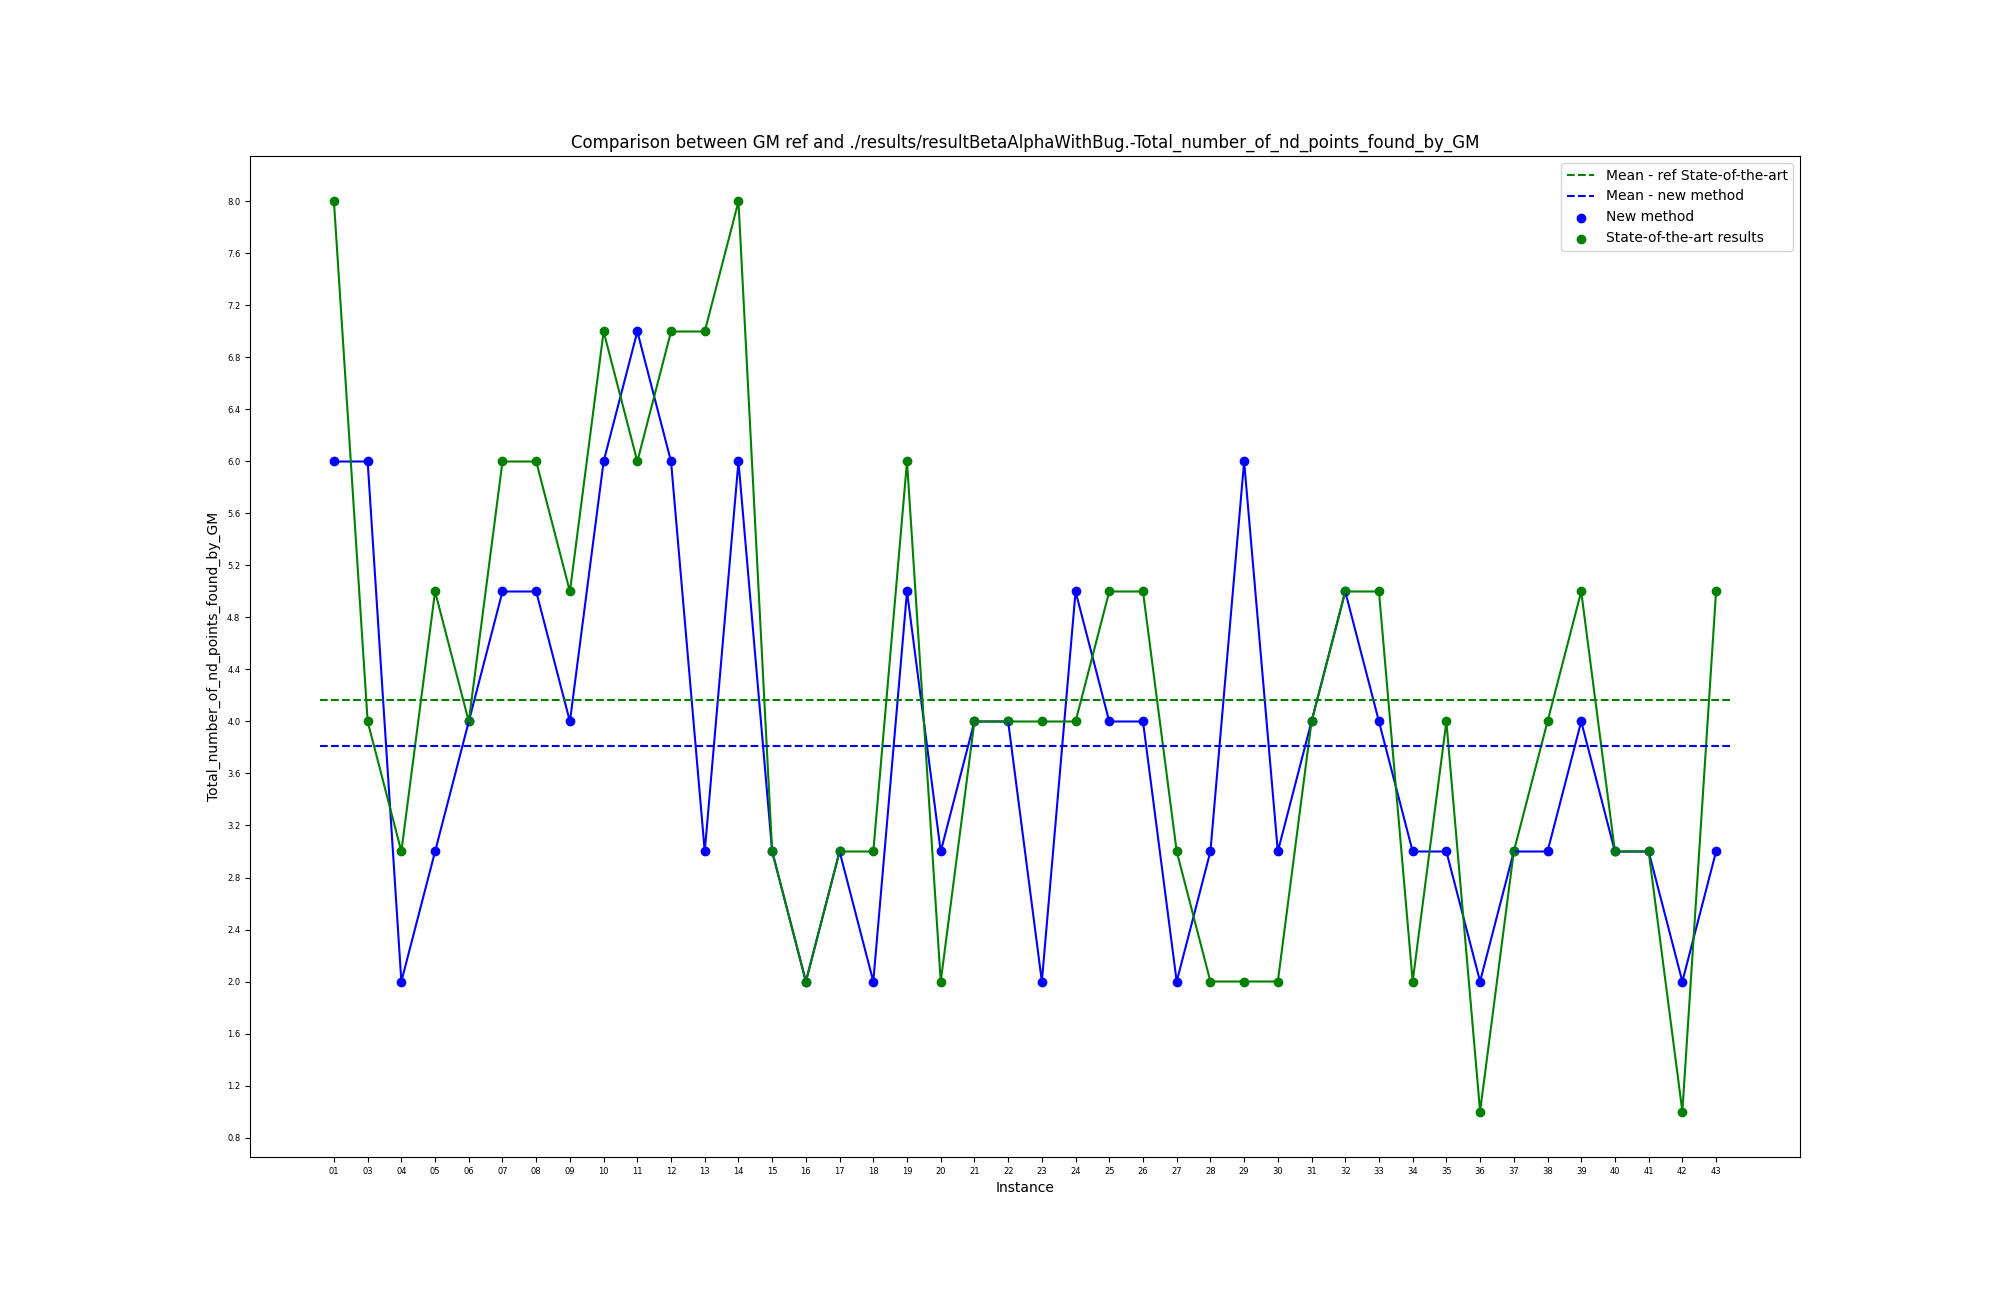 Comparison between GM ref and ./results/resultBetaAlphaWithBug.-Total_number_of_nd_points_found_by_GM
Mean - ref State-of-the-art
Mean - new method
New method
State-of-the-art results
8.0
7.6
7.2
6.8
6.4
6.0
5.6
5.2
4.8
4.4
4.0
3.6
3.2
2.8
2.4
2.0
1.6
1.2
0.8
Total_number_of_nd_points_found_by_GM
01 03 04 05 06 07 08 09 10 11 12 13 14 15 16 17 18 19 20 21 22 23 24 25 26 27 28 29 30 31 32 33 34 35 36 37 38 39 40 41 42 43
Instance